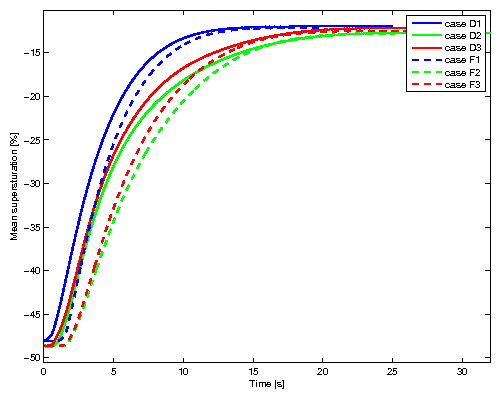 case D1
case D2
case D3
case F1
case F2
case F3
−15
−20
−25
−30
−35
−40
−45
−50
Mean supersturation [%]
0 5 10 15 20 25 30
Time [s]